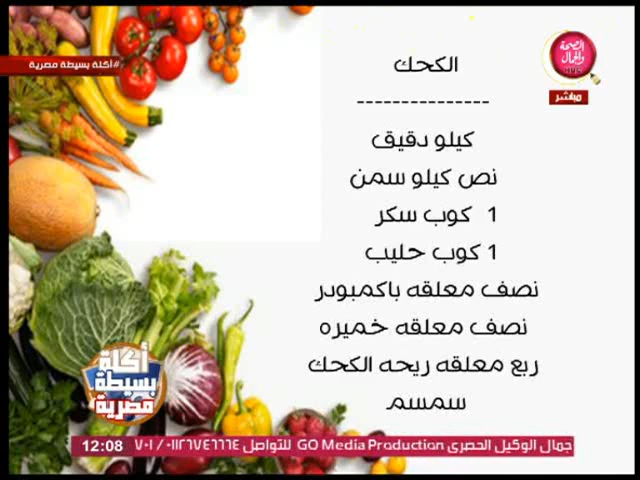 #أكلة بسيطة مصرية
الصحة
والجمال
مباشر
الكحك
---------------
كيلو دقيق
نص كيلو سمن
1 كوب سكر
1 كوب حليب
نصف معلقه باكمبودر
نصف معلقه خميره
ربع معلقه ريحه الكحك
سمسم
أكلة
بسيطة
مصرية
12:08
جمال الوكيل الحصرى GO Media Production للتواصل ٠١١٢٦٧٤٦٦٦٤ / ٧٠١